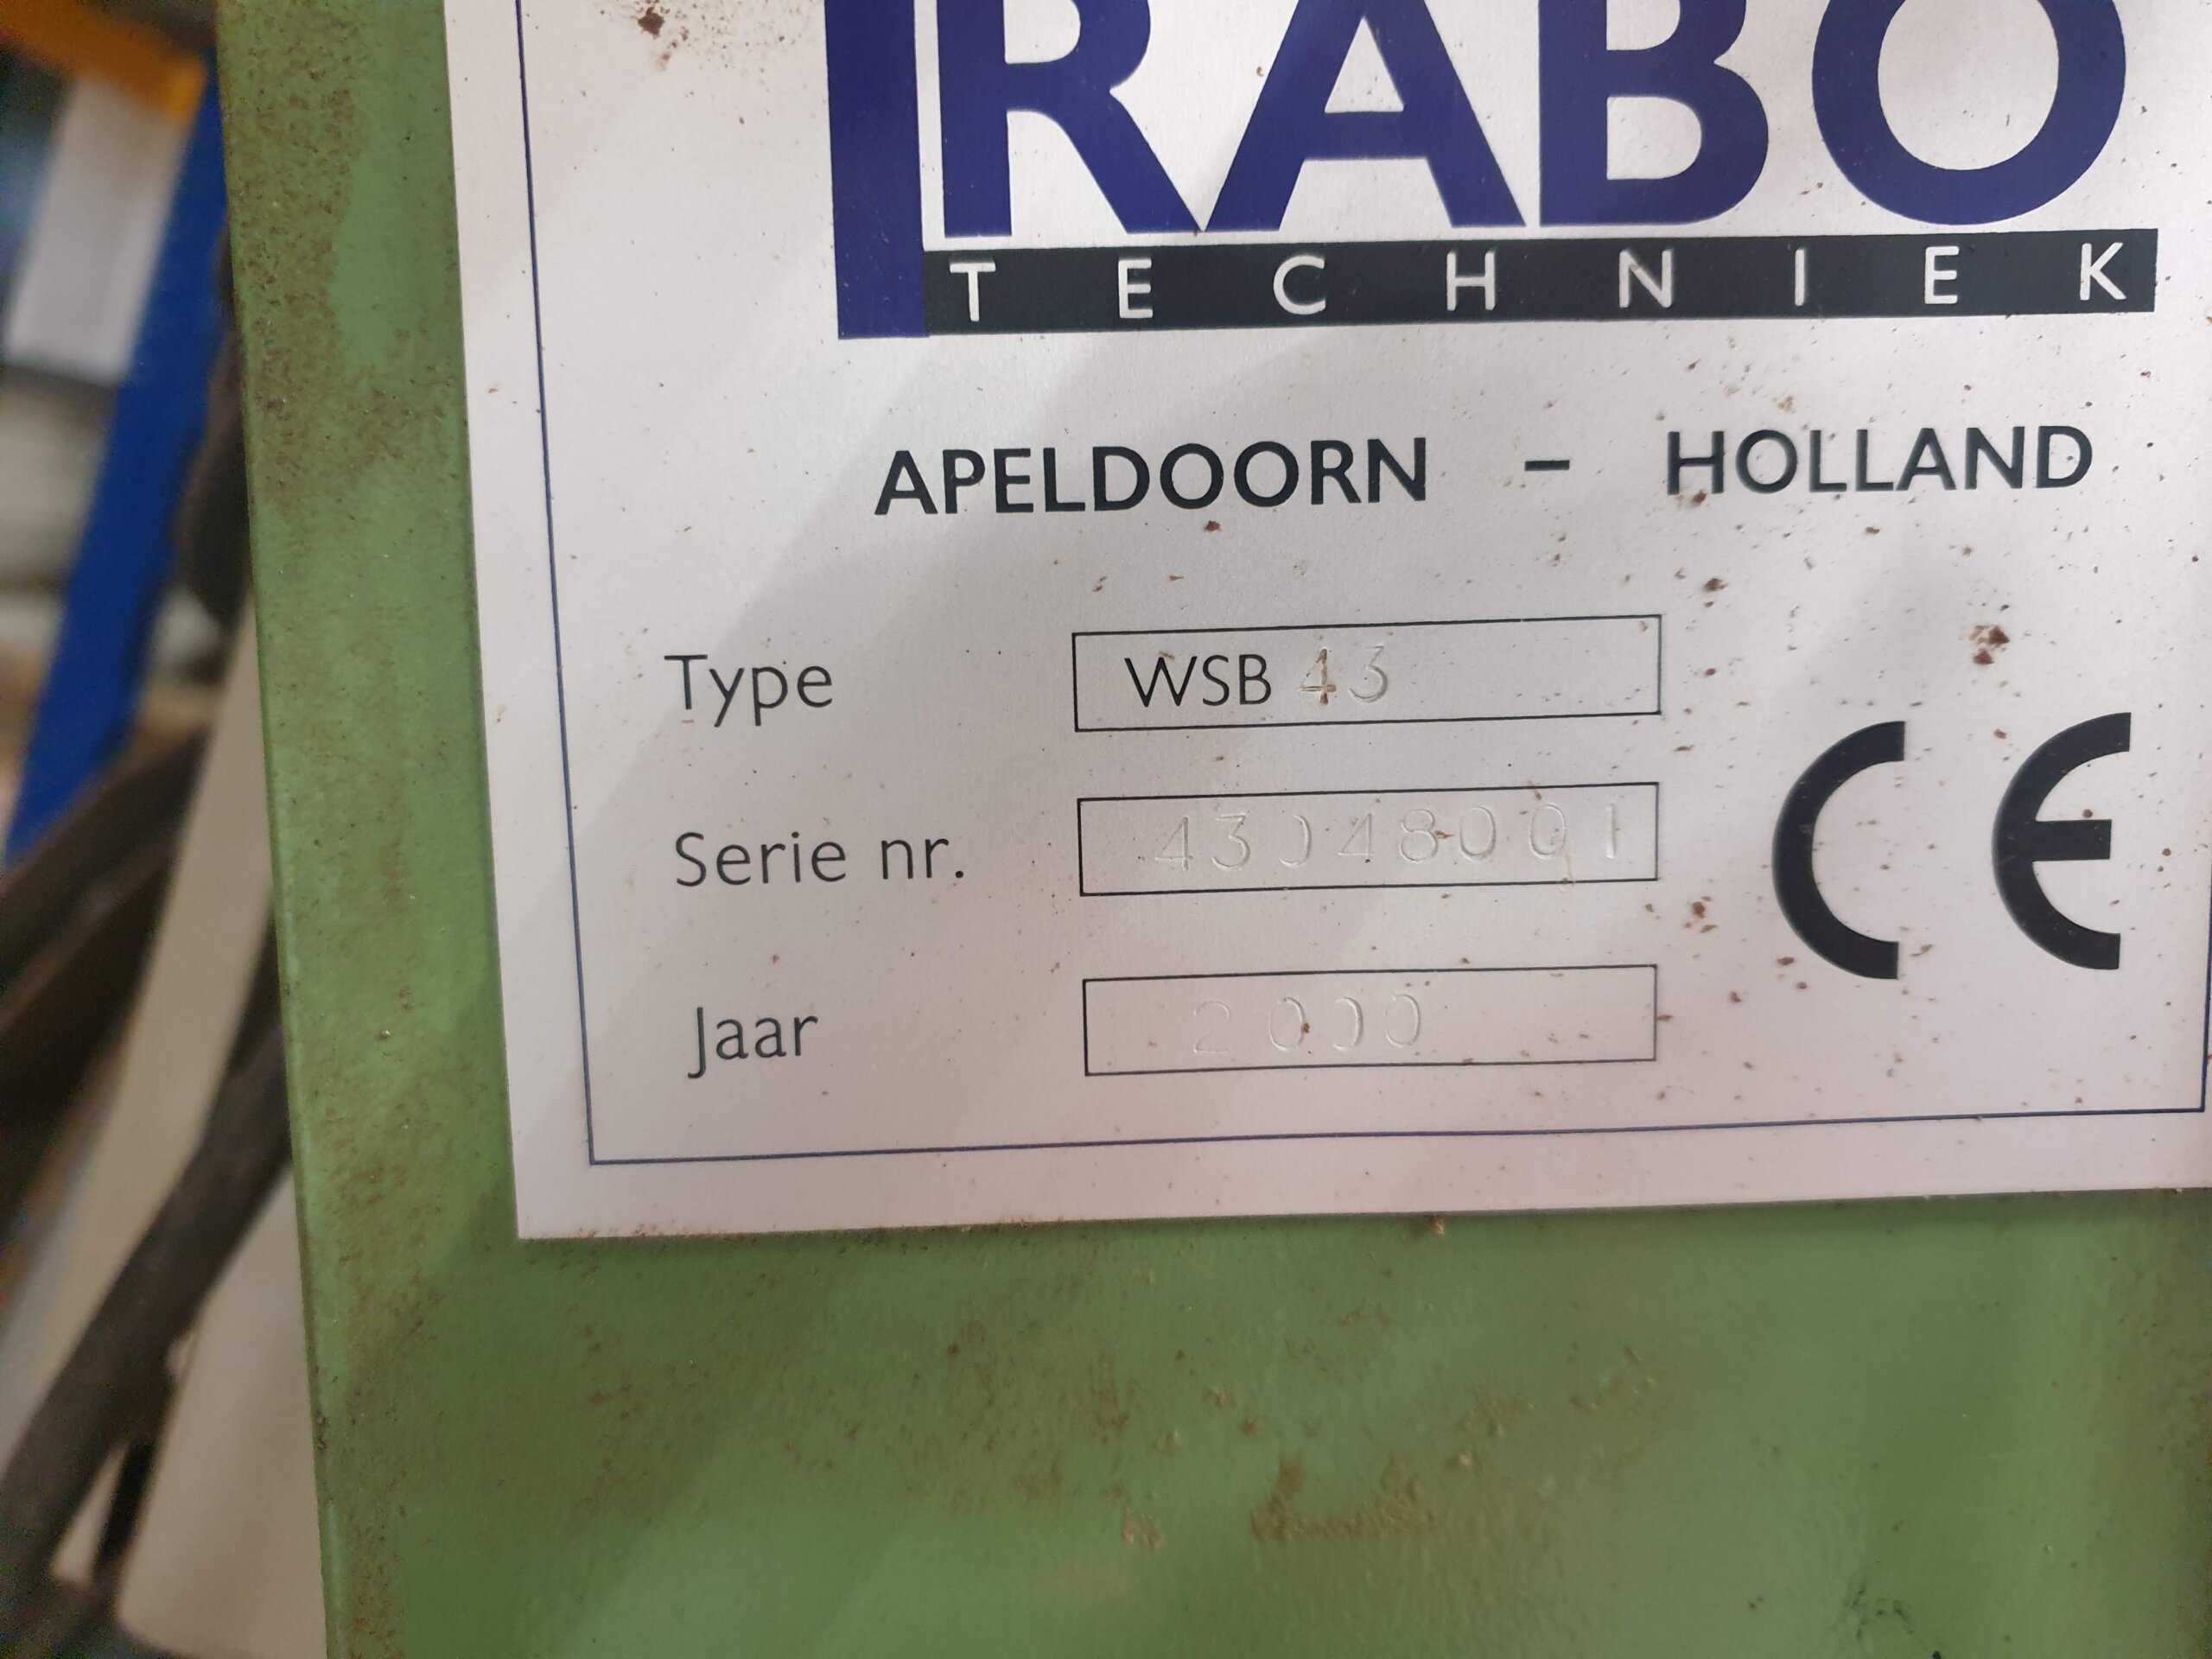 RABO
TECHNIEK
APELDOORN - HOLLAND
Type WSB 43
Serie nr. 43048001
Jaar 2000
CE